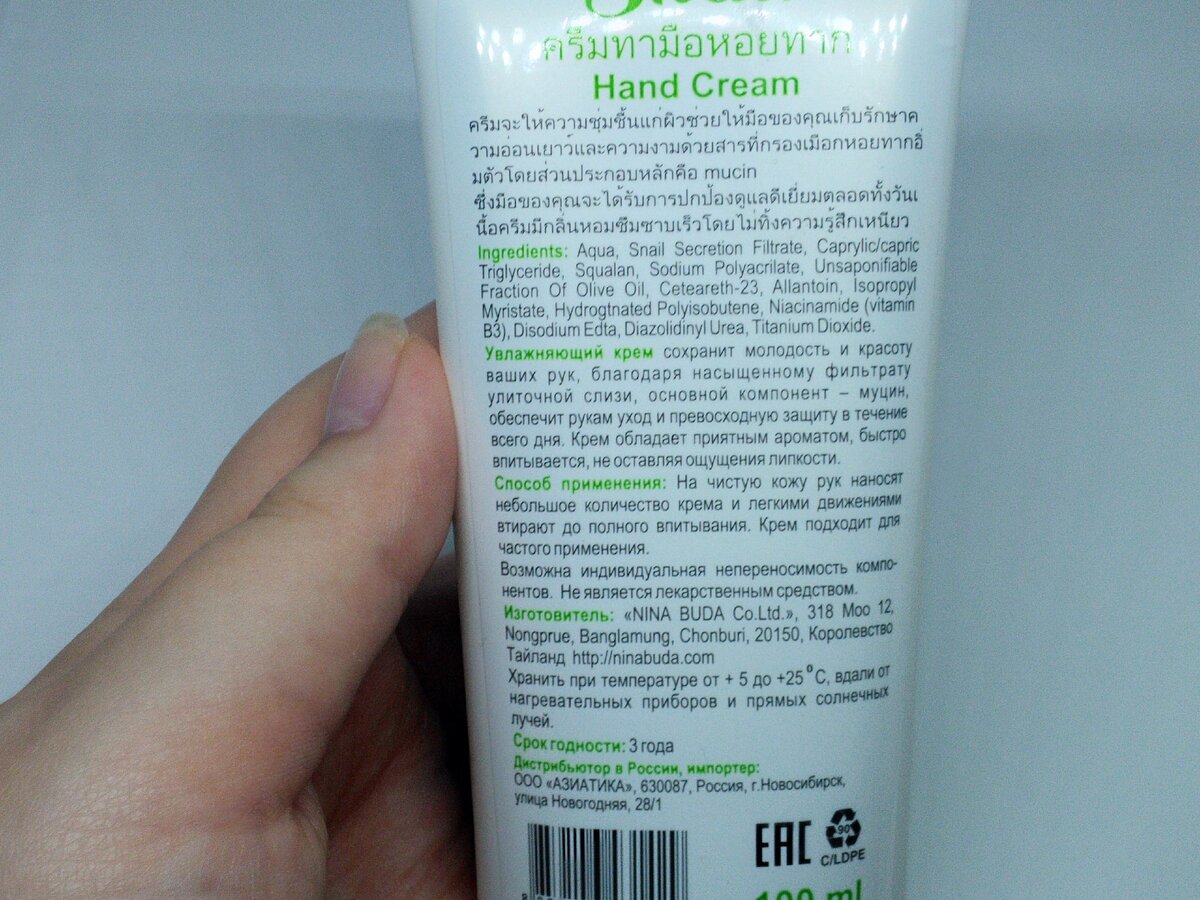 ครีมทามือหอยทาก
Hand Cream
ครีมจะให้ความชุ่มชื้นแก่ผิวช่วยให้มือของคุณเก็บรักษาค
วามอ่อนเยาว์และความงามด้วยสารที่กรองเมือกหอยทากอิ่
มตัวโดยส่วนประกอบหลักคือ mucin
ซึ่งมือของคุณจะได้รับการปกป้องดูแลดีเยี่ยมตลอดทั้งวันเ
นื้อครีมมีกลิ่นหอมซึมซาบเร็วโดยไม่ทิ้งความรู้สึกเหนียว
Ingredients: Aqua, Snail Secretion Filtrate, Caprylic/capric
Triglyceride, Squalan, Sodium Polyacrilate, Unsaponifiable
Fraction Of Olive Oil, Ceteareth-23, Allantoin, Isopropyl
Myristate, Hydrogtnated Polyisobutene, Niacinamide (vitamin
B3), Disodium Edta, Diazolidinyl Urea, Titanium Dioxide.
Увлажняющий крем сохранит молодость и красоту
ваших рук, благодаря насыщенному фильтрату
улиточной слизи, основной компонент – муцин,
обеспечит рукам уход и превосходную защиту в течение
всего дня. Крем обладает приятным ароматом, быстро
впитывается, не оставляя ощущения липкости.
Способ применения: На чистую кожу рук наносят
небольшое количество крема и легкими движениями
втирают до полного впитывания. Крем подходит для
частого применения.
Возможна индивидуальная непереносимость компо-
нентов. Не является лекарственным средством.
Изготовитель: «NINA BUDA Co.Ltd.», 318 Moo 12,
Nongprue, Banglamung, Chonburi, 20150, Королевство
Тайланд http://ninabuda.com
Хранить при температуре от + 5 до +25°C, вдали от
нагревательных приборов и прямых солнечных
лучей.
Срок годности: 3 года
Дистрибьютор в России, импортер:
ООО «АЗИАТИКА», 630087, Россия, г.Новосибирск,
улица Новогодняя, 28/1
EAC
90
C/LDPE
100 ml